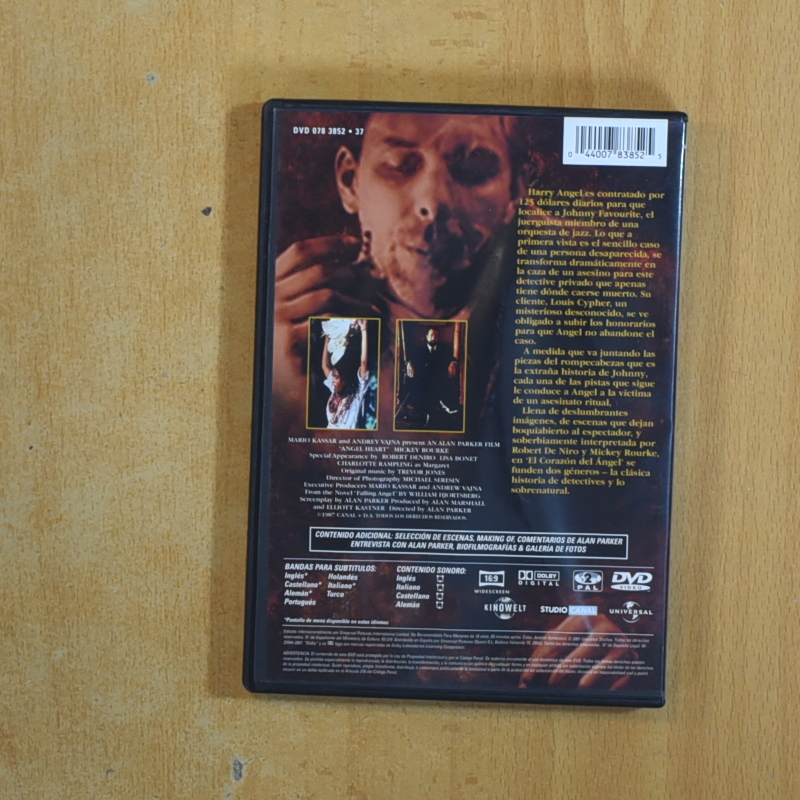 DVD 078 3852 • 37
0 44007 83852 5
Harry Angel es contratado por
125 dólares diarios para que
localice a Johnny Favourite, el
juerguista miembro de una
orquesta de jazz. Lo que a
primera vista es el sencillo caso
de una persona desaparecida, se
transforma dramáticamente en
la caza de un asesino para este
detective privado que apenas
tiene dónde caerse muerto. Su
cliente, Louis Cypher, un
misterioso desconocido, se ve
obligado a subir los honorarios
para que Angel no abandone el
caso.
A medida que va juntando las
piezas del rompecabezas que es
la extraña historia de Johnny,
cada una de las pistas que sigue
le conduce a Angel a la víctima
de un asesinato ritual.
Llena de deslumbrantes
imágenes, de escenas que dejan
boquiabierto al espectador, y
soberbiamente interpretada por
Robert De Niro y Mickey Rourke,
en 'El Corazón del Ángel' se
funden dos géneros – la clásica
historia de detectives y lo
sobrenatural.
MARIO KASSAR and ANDREY VAJNA present AN ALAN PARKER FILM
'ANGEL HEART' MICKEY ROURKE
Special Appearance by ROBERT DENIRO LISA BONET
CHARLOTTE RAMPLING as Margaret
Original music by TREVOR JONES
Director of Photography MICHAEL SERESIN
Executive Producers MARIO KASSAR and ANDREW VAJNA
From the Novel 'Falling Angel' BY WILLIAM HJORTSBERG
Screenplay by ALAN PARKER Produced by ALAN MARSHALL
and ELLIOTT KASTNER Directed by ALAN PARKER
©1987 CANAL + D.A. TODOS LOS DERECHOS RESERVADOS
CONTENIDO ADICIONAL: SELECCIÓN DE ESCENAS, MAKING OF, COMENTARIOS DE ALAN PARKER
ENTREVISTA CON ALAN PARKER, BIOFILMOGRAFÍAS & GALERÍA DE FOTOS
BANDAS PARA SUBTITULOS:
Inglés* Holandés
Castellano* Italiano*
Alemán* Turco
Portugués
*Pantalla de menú disponible en estos idiomas
CONTENIDO SONORO:
Inglés
Italiano
Castellano
Alemán
16:9
WIDESCREEN
DOLBY
DIGITAL
2
PAL
DVD
VIDEO
KINOWELT
STUDIO CANAL
UNIVERSAL